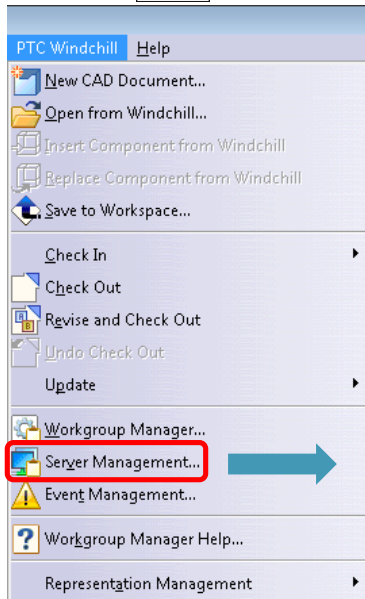 PTC Windchill Help
New CAD Document...
Open from Windchill...
Insert Component from Windchill
Replace Component from Windchill
Save to Workspace...
Check In
Check Out
Revise and Check Out
Undo Check Out
Update
Workgroup Manager...
Server Management...
Event Management...
Workgroup Manager Help...
Representation Management